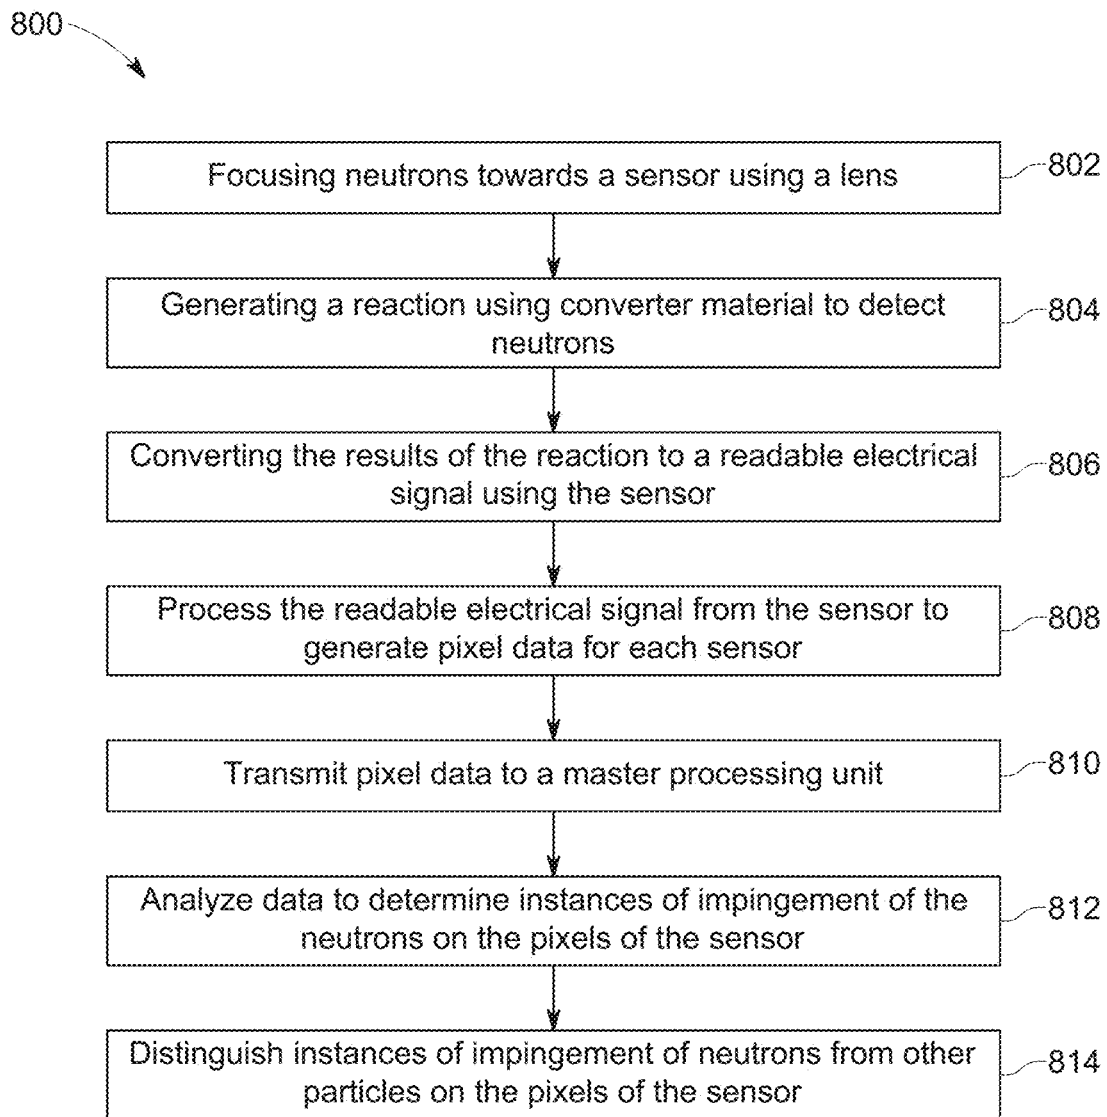 800
Focusing neutrons towards a sensor using a lens
802
Generating a reaction using converter material to detect
neutrons
804
Converting the results of the reaction to a readable electrical
signal using the sensor
806
Process the readable electrical signal from the sensor to
generate pixel data for each sensor
808
Transmit pixel data to a master processing unit
810
Analyze data to determine instances of impingement of the
neutrons on the pixels of the sensor
812
Distinguish instances of impingement of neutrons from other
particles on the pixels of the sensor
814